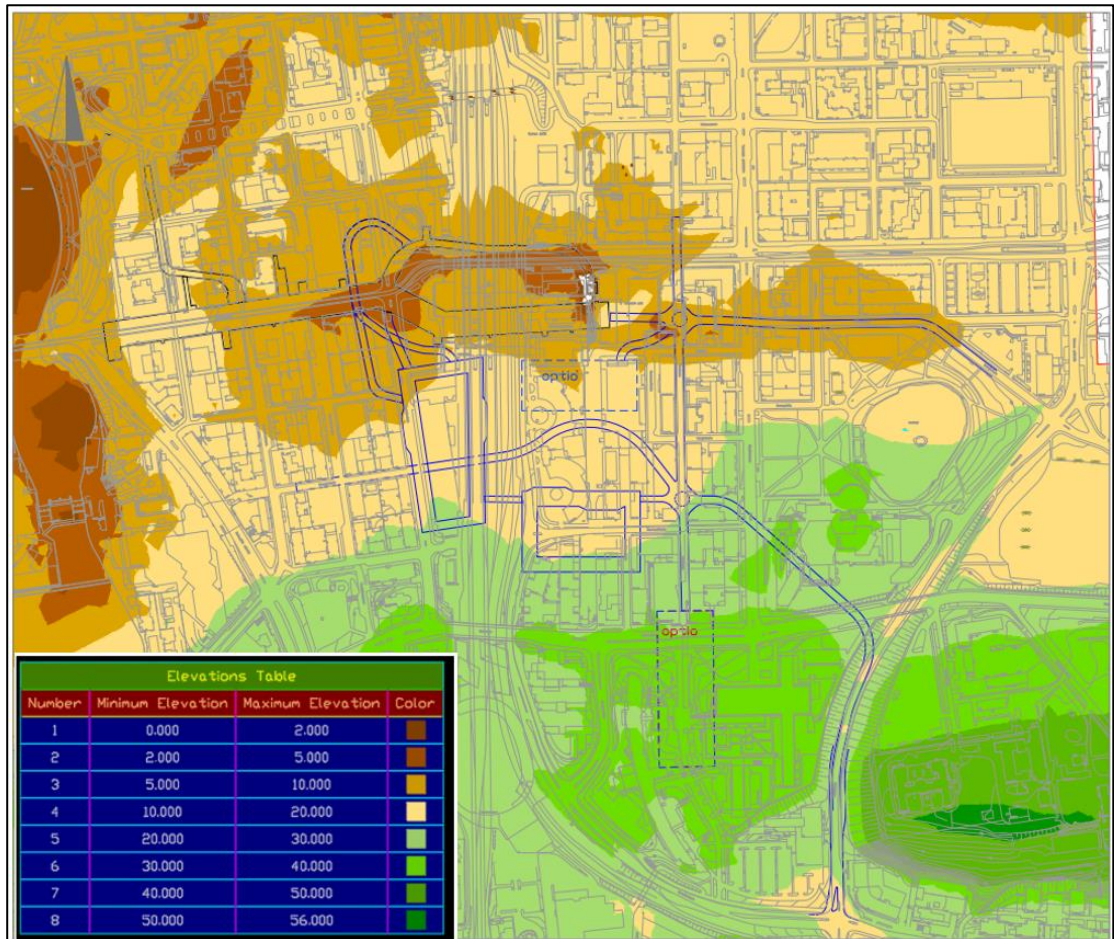 optio
optio
Elevations Table
Number Minimum Elevation Maximum Elevation Color
1 0.000 2.000
2 2.000 5.000
3 5.000 10.000
4 10.000 20.000
5 20.000 30.000
6 30.000 40.000
7 40.000 50.000
8 50.000 56.000